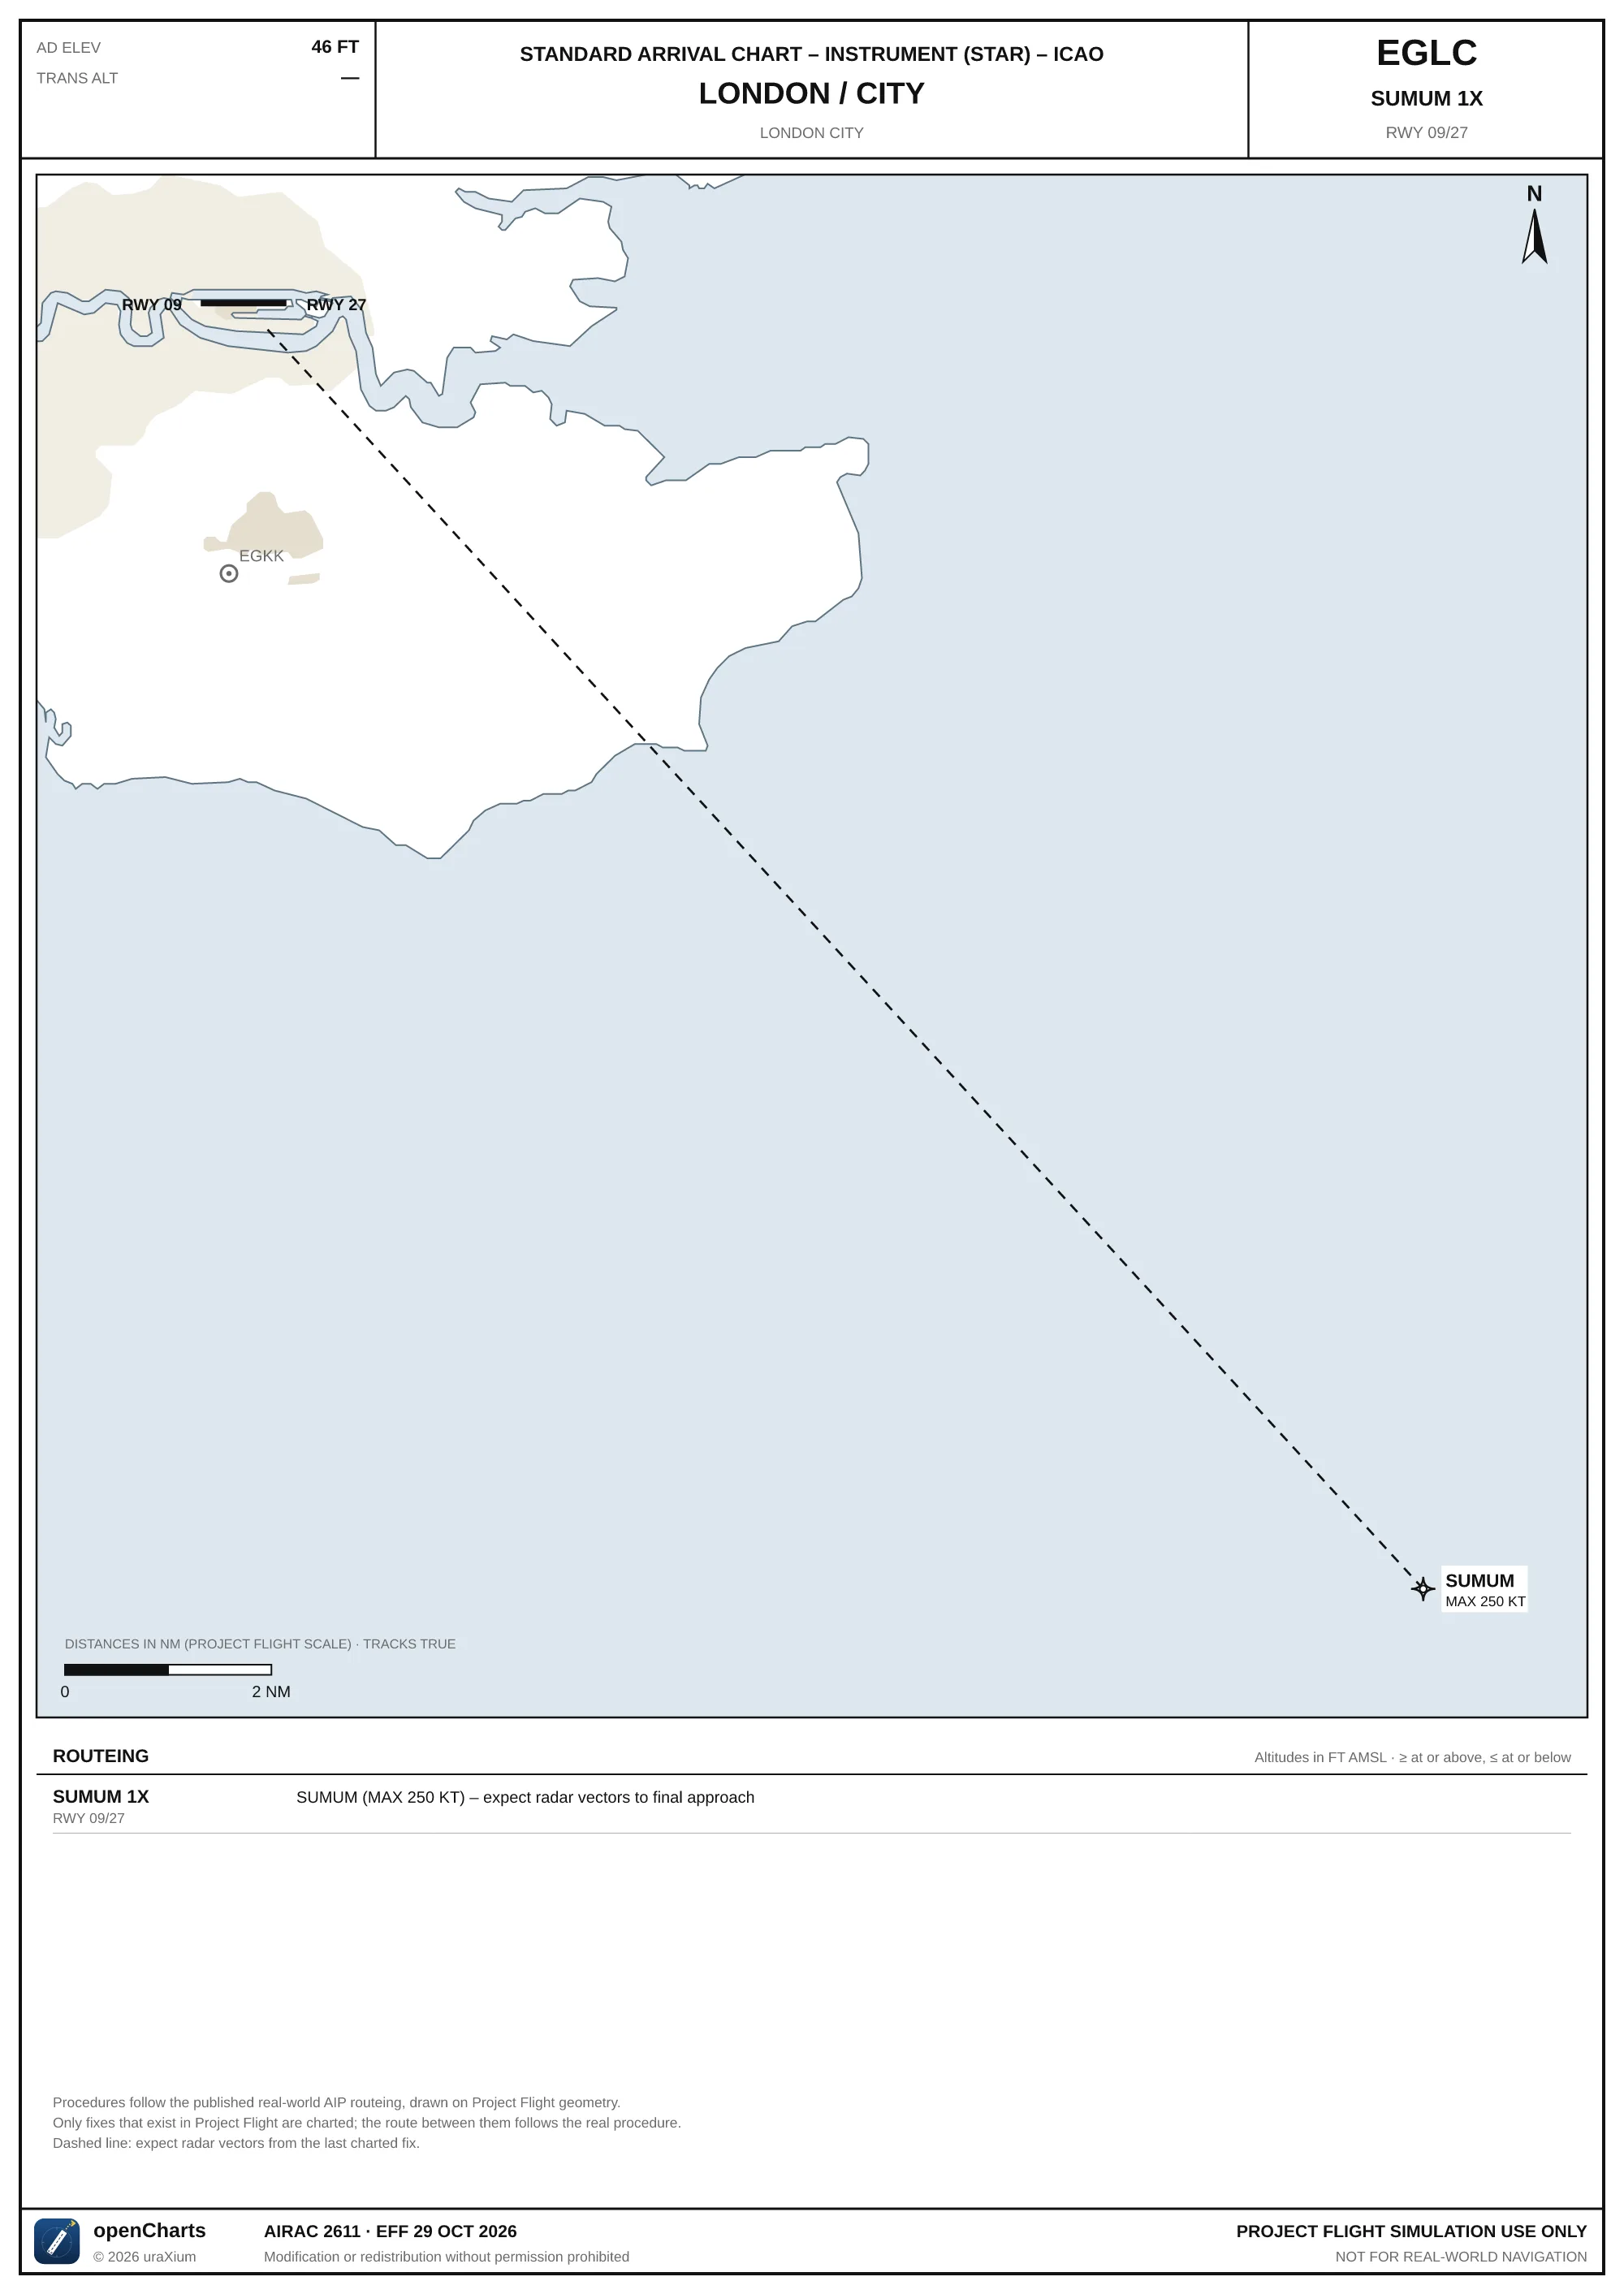 AD ELEV 46 FT
TRANS ALT —
STANDARD ARRIVAL CHART – INSTRUMENT (STAR) – ICAO
LONDON / CITY
LONDON CITY
EGLC
SUMUM 1X
RWY 09/27
N
RWY 09
RWY 27
EGKK
SUMUM
MAX 250 KT
DISTANCES IN NM (PROJECT FLIGHT SCALE) · TRACKS TRUE
0 2 NM
ROUTEING
Altitudes in FT AMSL · ≥ at or above, ≤ at or below
SUMUM 1X
SUMUM (MAX 250 KT) – expect radar vectors to final approach
RWY 09/27
Procedures follow the published real-world AIP routeing, drawn on Project Flight geometry.
Only fixes that exist in Project Flight are charted; the route between them follows the real procedure.
Dashed line: expect radar vectors from the last charted fix.
openCharts
© 2026 uraXium
AIRAC 2611 · EFF 29 OCT 2026
Modification or redistribution without permission prohibited
PROJECT FLIGHT SIMULATION USE ONLY
NOT FOR REAL-WORLD NAVIGATION